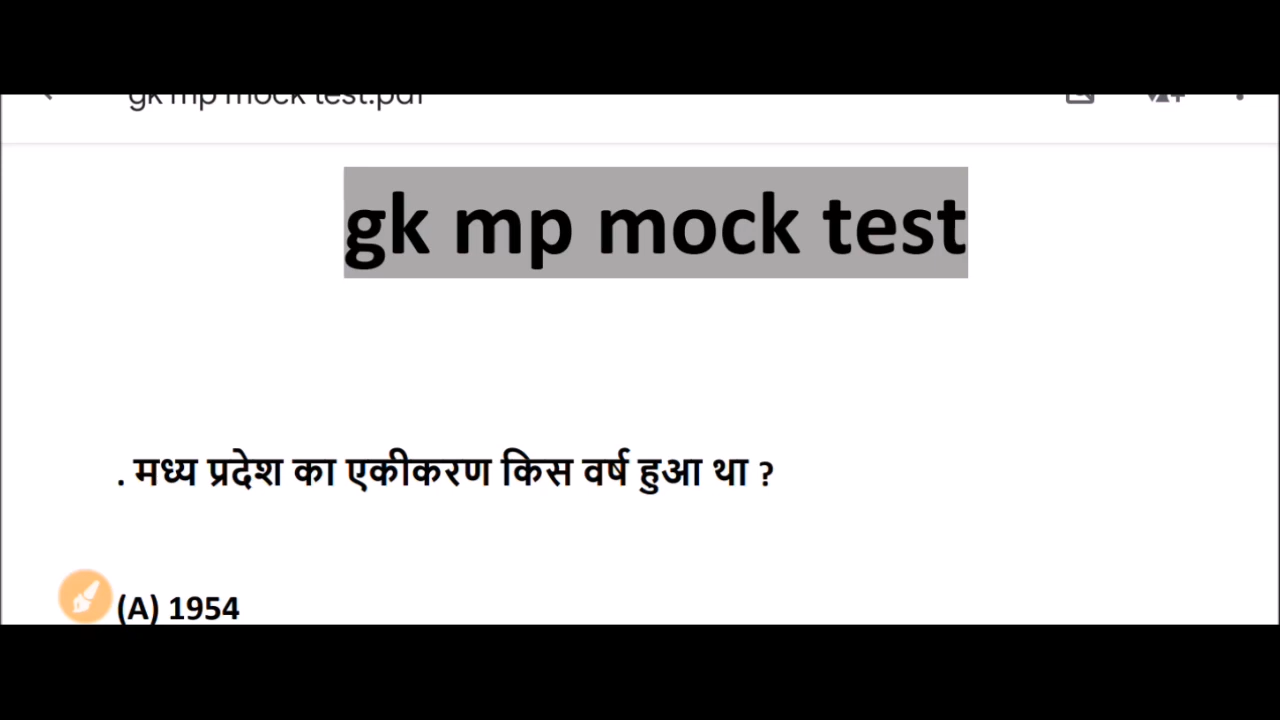 gk mp mock test.pdf
gk mp mock test
. मध्य प्रदेश का एकीकरण किस वर्ष हुआ था ?
(A) 1954